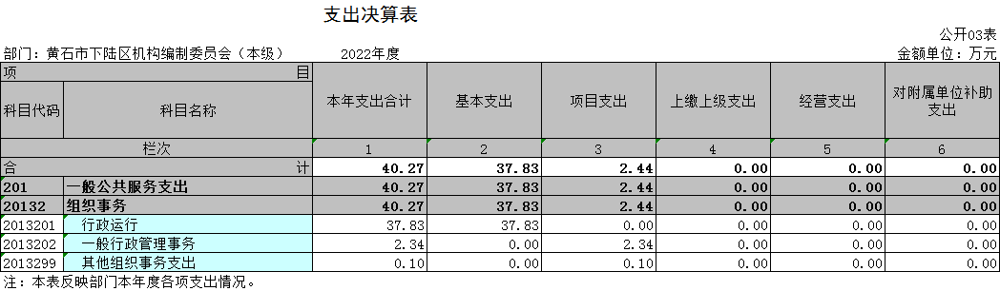 支出决算表
公开03表
部门：黄石市下陆区机构编制委员会（本级） 2022年度 金额单位：万元
项 目 本年支出合计 基本支出 项目支出 上缴上级支出 经营支出 对附属单位补助支出
科目代码 科目名称
栏次 1 2 3 4 5 6
合 计 40.27 37.83 2.44 0.00 0.00 0.00
201 一般公共服务支出 40.27 37.83 2.44 0.00 0.00 0.00
20132 组织事务 40.27 37.83 2.44 0.00 0.00 0.00
2013201 行政运行 37.83 37.83 0.00 0.00 0.00 0.00
2013202 一般行政管理事务 2.34 0.00 2.34 0.00 0.00 0.00
2013299 其他组织事务支出 0.10 0.00 0.10 0.00 0.00 0.00
注：本表反映部门本年度各项支出情况。